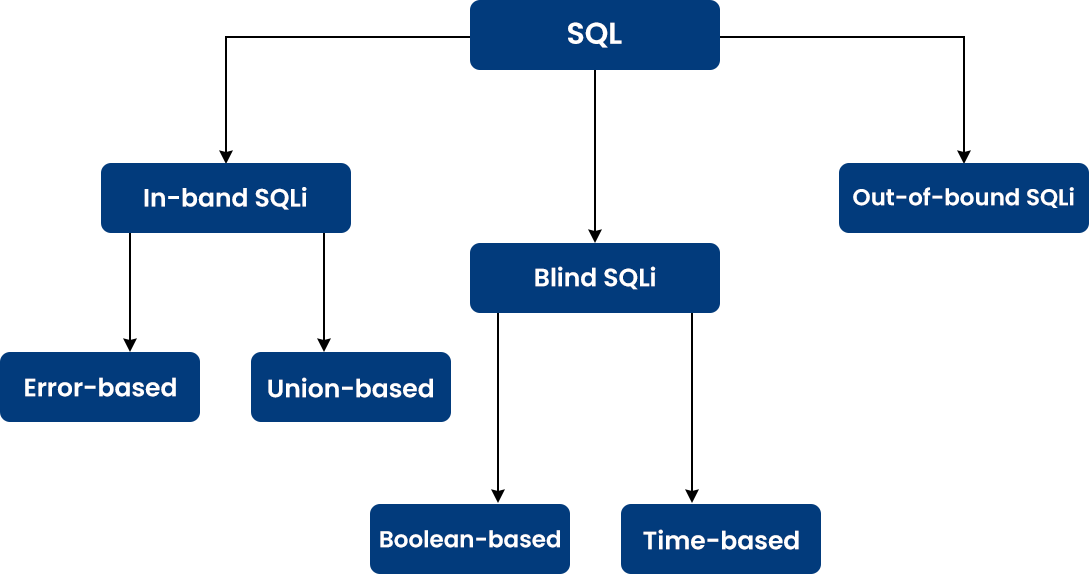 SQL
In-band SQLi
Out-of-bound SQLi
Blind SQLi
Error-based
Union-based
Boolean-based
Time-based